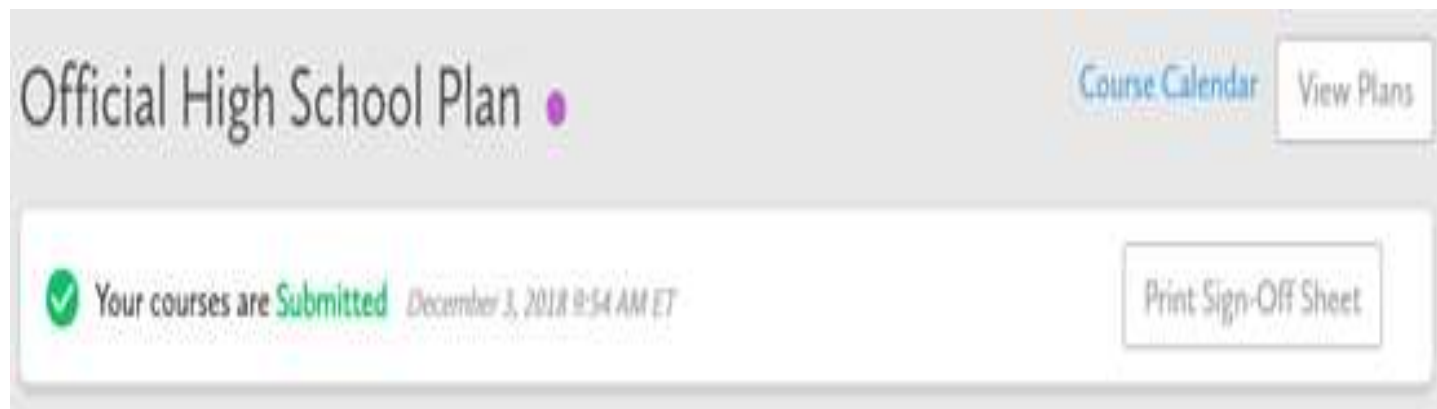 Official High School Plan
Course Calendar
View Plans
Your courses are Submitted December 3, 2018 9:54 AM ET
Print Sign-Off Sheet